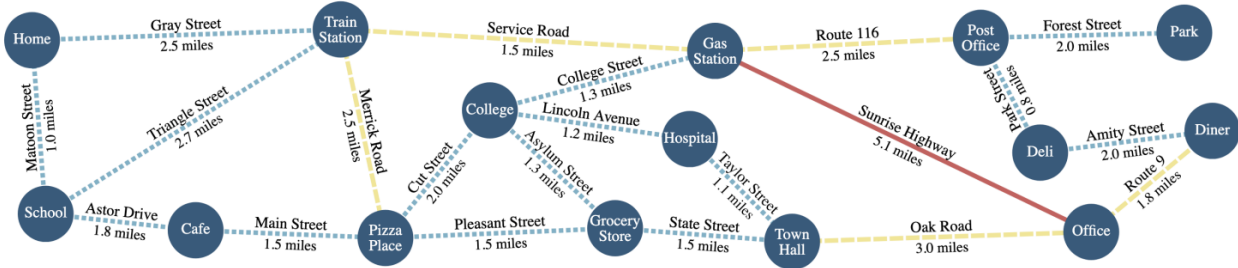 Home
Gray Street
2.5 miles
Train
Station
Service Road
1.5 miles
Gas
Station
Route 116
2.5 miles
Post
Office
Forest Street
2.0 miles
Park
Matoon Street
1.0 miles
Triangle Street
2.7 miles
Merrick Road
2.5 miles
College Street
1.3 miles
College
Lincoln Avenue
1.2 miles
Hospital
Sunrise Highway
5.1 miles
Park Street
0.8 miles
Deli
Amity Street
2.0 miles
Diner
Cut Street
2.0 miles
Asylum Street
1.3 miles
Taylor Street
1.1 miles
Route 9
1.8 miles
School
Astor Drive
1.8 miles
Cafe
Main Street
1.5 miles
Pizza
Place
Pleasant Street
1.5 miles
Grocery
Store
State Street
1.5 miles
Town
Hall
Oak Road
3.0 miles
Office